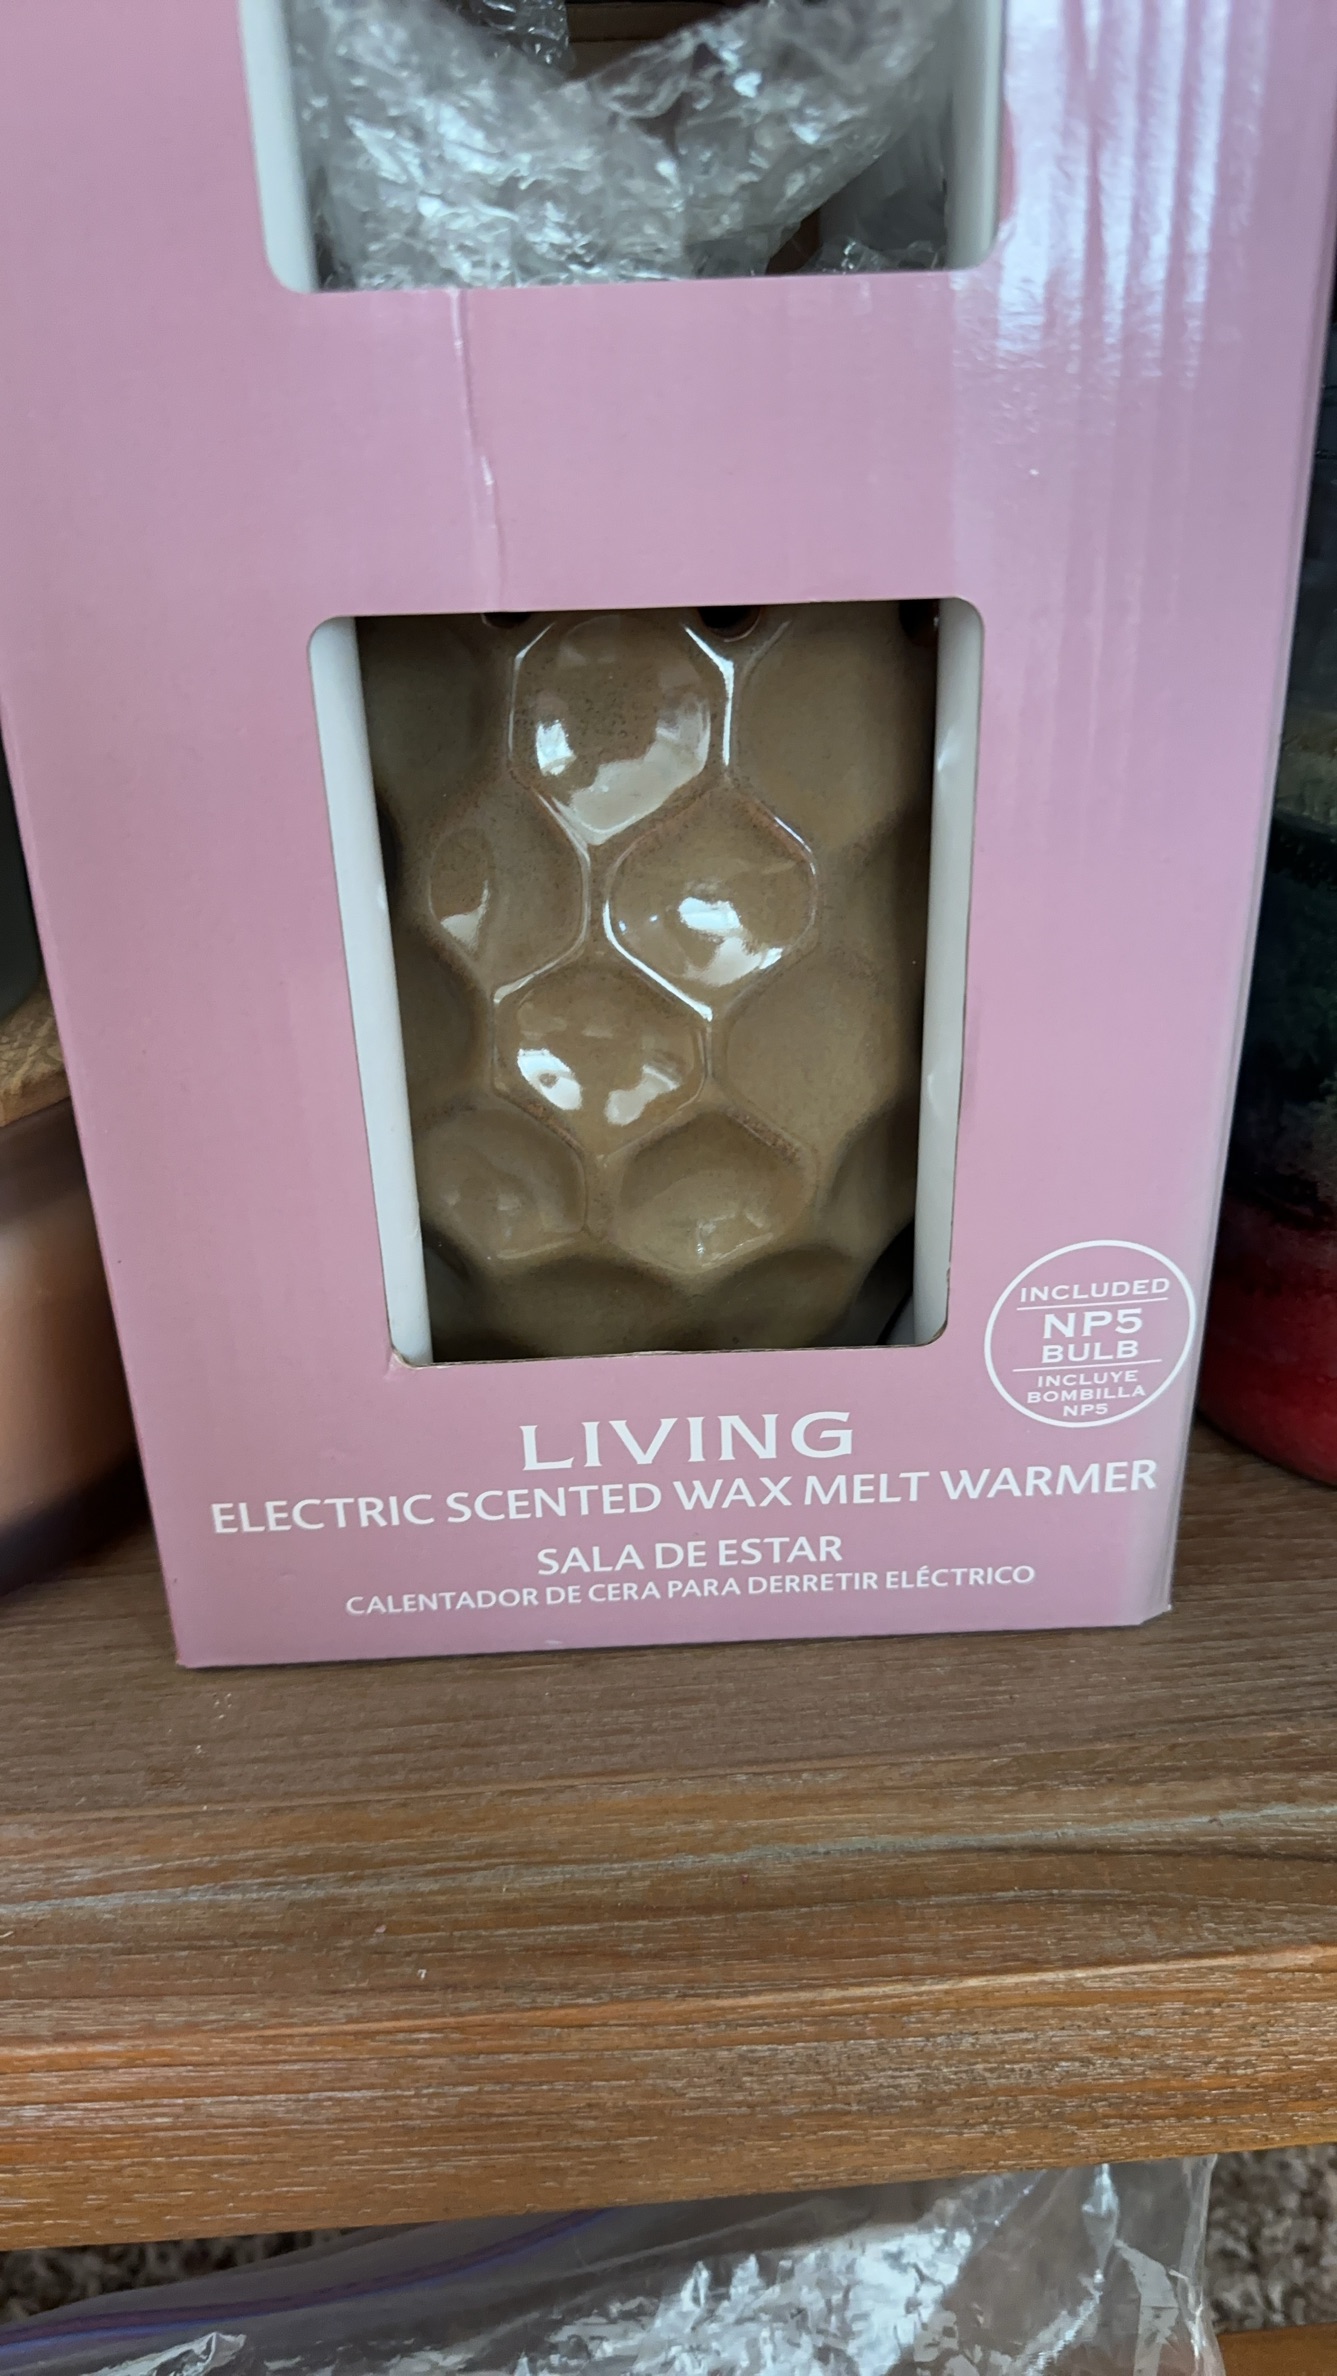 INCLUDED
NP5
BULB
INCLUYE
BOMBILLA
NP5
LIVING
ELECTRIC SCENTED WAX MELT WARMER
SALA DE ESTAR
CALENTADOR DE CERA PARA DERRETIR ELÉCTRICO